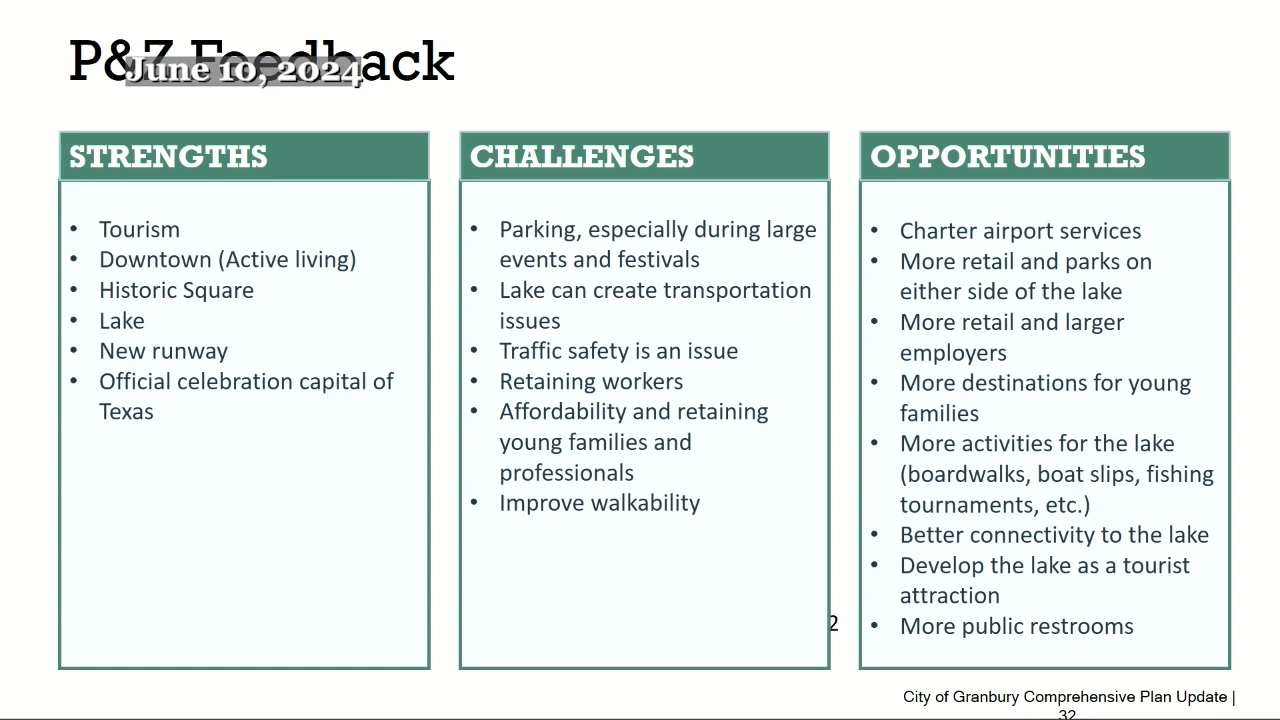 P&Z Feedback
June 10, 2024
STRENGTHS
• Tourism
• Downtown (Active living)
• Historic Square
• Lake
• New runway
• Official celebration capital of
Texas
CHALLENGES
• Parking, especially during large
events and festivals
• Lake can create transportation
issues
• Traffic safety is an issue
• Retaining workers
• Affordability and retaining
young families and
professionals
• Improve walkability
OPPORTUNITIES
• Charter airport services
• More retail and parks on
either side of the lake
• More retail and larger
employers
• More destinations for young
families
• More activities for the lake
(boardwalks, boat slips, fishing
tournaments, etc.)
• Better connectivity to the lake
• Develop the lake as a tourist
attraction
• More public restrooms
2
City of Granbury Comprehensive Plan Update |
32